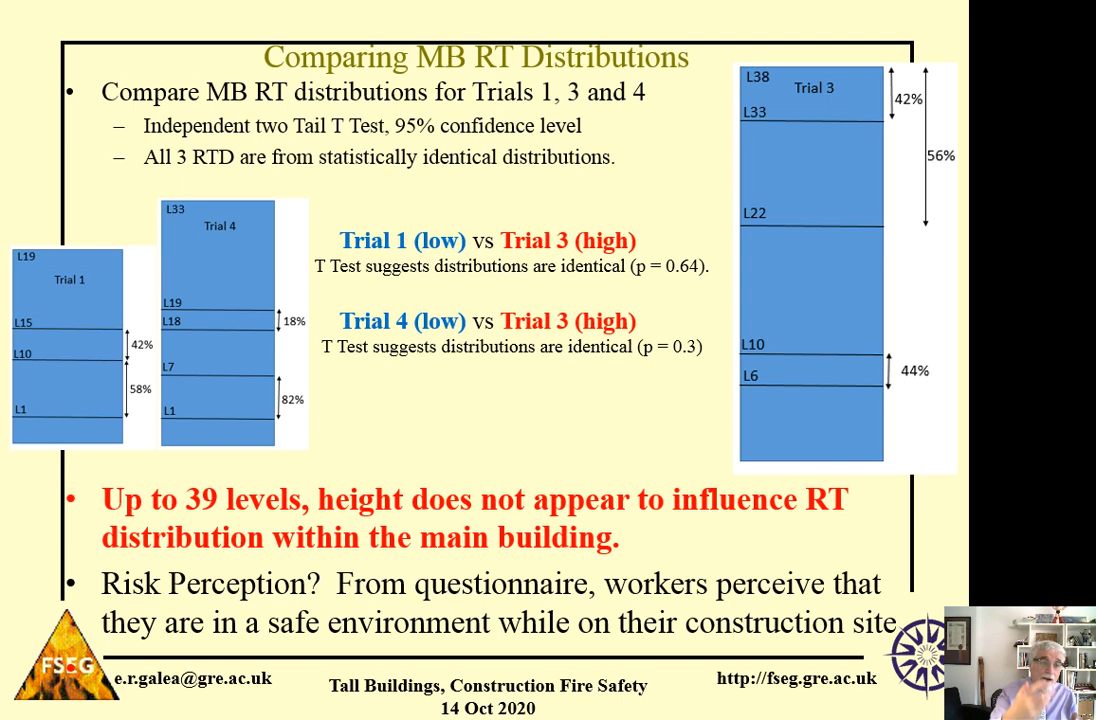 Comparing MB RT Distributions
• Compare MB RT distributions for Trials 1, 3 and 4
– Independent two Tail T Test, 95% confidence level
– All 3 RTD are from statistically identical distributions.
L19
Trial 1
L15
42%
L10
58%
L1
L33
Trial 4
L19
18%
L18
L7
82%
L1
Trial 1 (low) vs Trial 3 (high)
T Test suggests distributions are identical (p = 0.64).
Trial 4 (low) vs Trial 3 (high)
T Test suggests distributions are identical (p = 0.3)
L38
Trial 3
42%
L33
56%
L22
L10
44%
L6
• Up to 39 levels, height does not appear to influence RT
distribution within the main building.
• Risk Perception? From questionnaire, workers perceive that
they are in a safe environment while on their construction site
FSEG
e.r.galea@gre.ac.uk
Tall Buildings, Construction Fire Safety
14 Oct 2020
http://fseg.gre.ac.uk